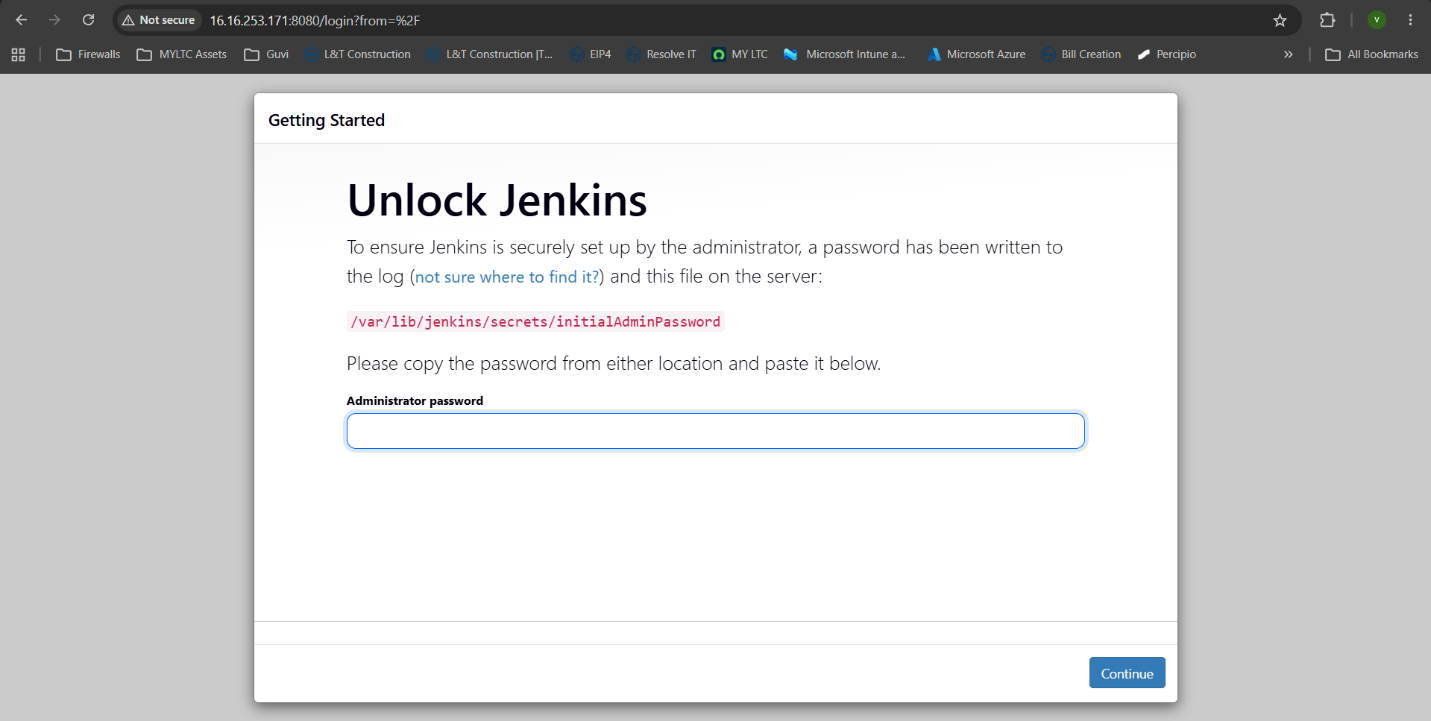 Not secure 16.16.253.171:8080/login?from=%2F
V
Firewalls MYLTC Assets Guvi L&T Construction L&T Construction |T... EIP4 Resolve IT MY LTC Microsoft Intune a... Microsoft Azure Bill Creation Percipio » All Bookmarks
Getting Started
Unlock Jenkins
To ensure Jenkins is securely set up by the administrator, a password has been written to
the log (not sure where to find it?) and this file on the server:
/var/lib/jenkins/secrets/initialAdminPassword
Please copy the password from either location and paste it below.
Administrator password
Continue